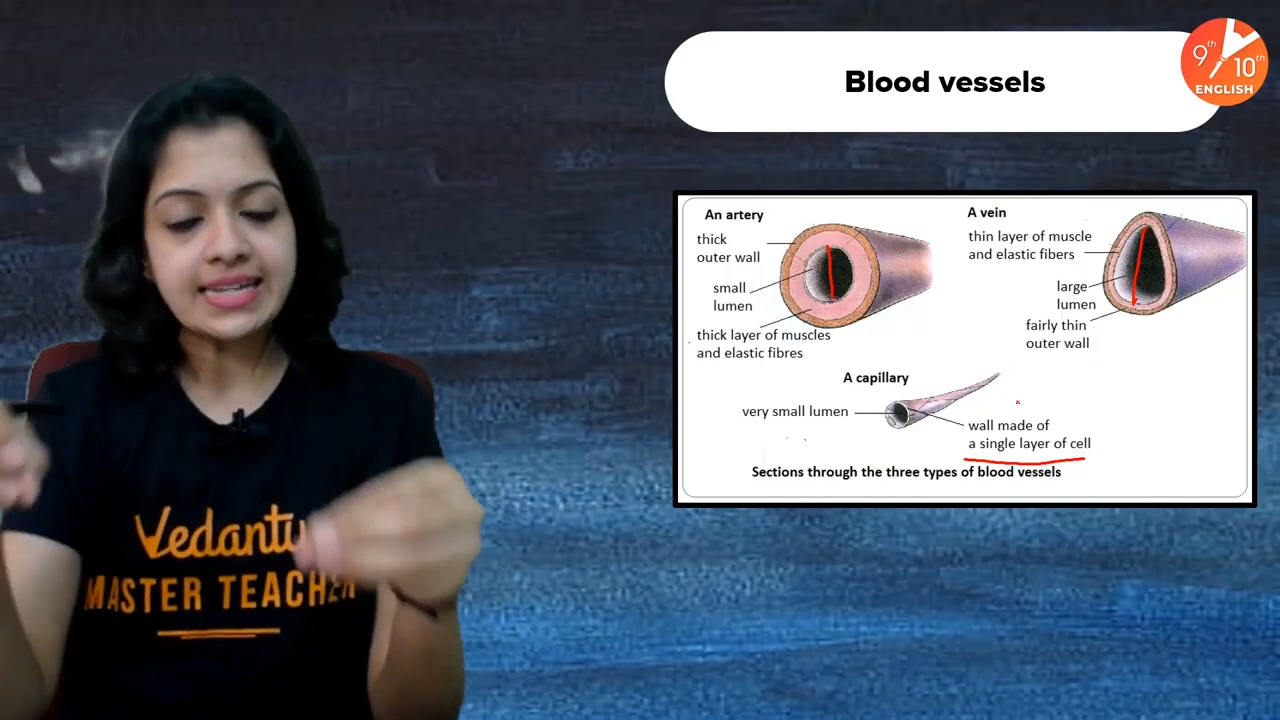 Blood vessels
9th 10th
ENGLISH
An artery
thick
outer wall
small
lumen
thick layer of muscles
and elastic fibres
A vein
thin layer of muscle
and elastic fibers
large
lumen
fairly thin
outer wall
A capillary
very small lumen
wall made of
a single layer of cell
Sections through the three types of blood vessels
Vedantu
MASTER TEACHER